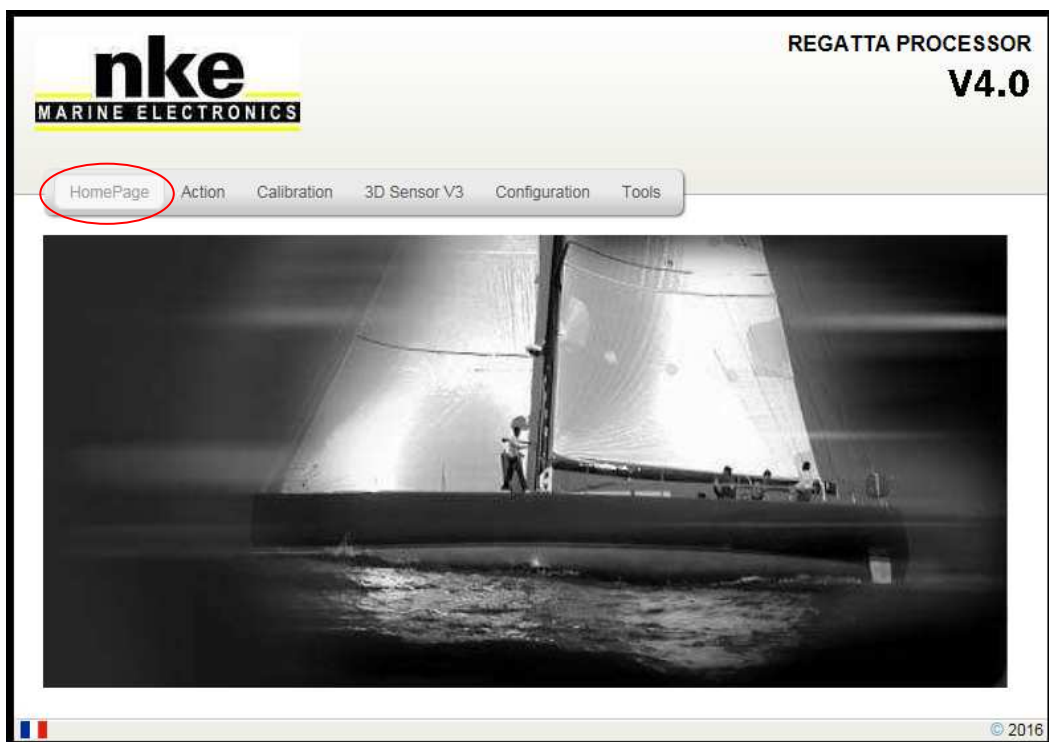 nke
MARINE ELECTRONICS
REGATTA PROCESSOR
V4.0
HomePage Action Calibration 3D Sensor V3 Configuration Tools
© 2016